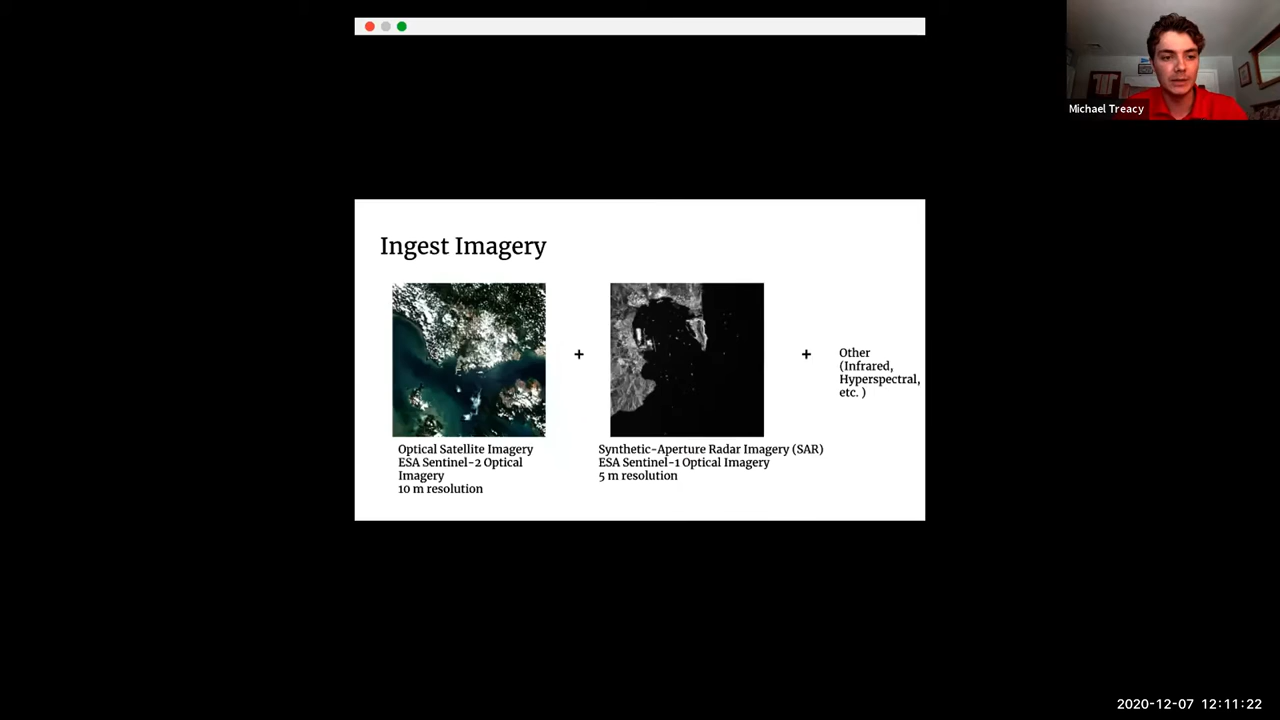 Michael Treacy
Ingest Imagery
+
+
Other
(Infrared,
Hyperspectral,
etc. )
Optical Satellite Imagery
ESA Sentinel-2 Optical
Imagery
10 m resolution
Synthetic-Aperture Radar Imagery (SAR)
ESA Sentinel-1 Optical Imagery
5 m resolution
2020-12-07 12:11:22